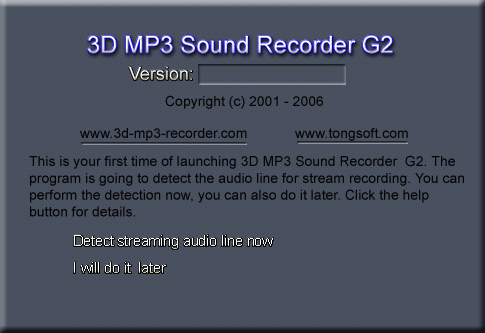 3D MP3 Sound Recorder G2
Version:
Copyright (c) 2001 - 2006
www.3d-mp3-recorder.com www.tongsoft.com
This is your first time of launching 3D MP3 Sound Recorder G2. The
program is going to detect the audio line for stream recording. You can
perform the detection now, you can also do it later. Click the help
button for details.
Detect streaming audio line now
I will do it later